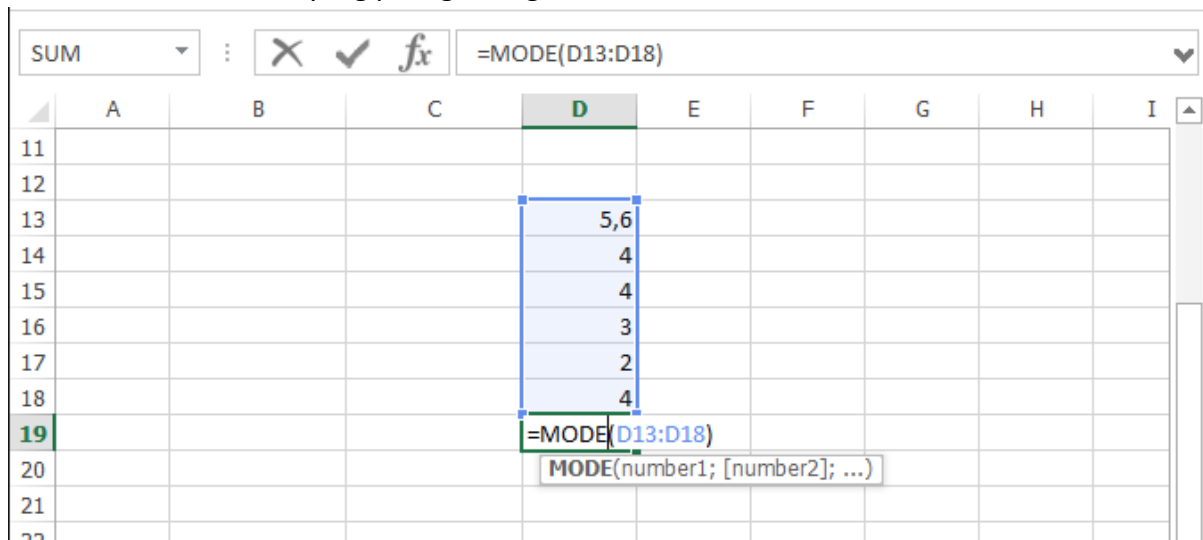 SUM fx =MODE(D13:D18)
A B C D E F G H I
11
12
13 5,6
14 4
15 4
16 3
17 2
18 4
19 =MODE(D13:D18)
20 MODE(number1; [number2]; ...)
21